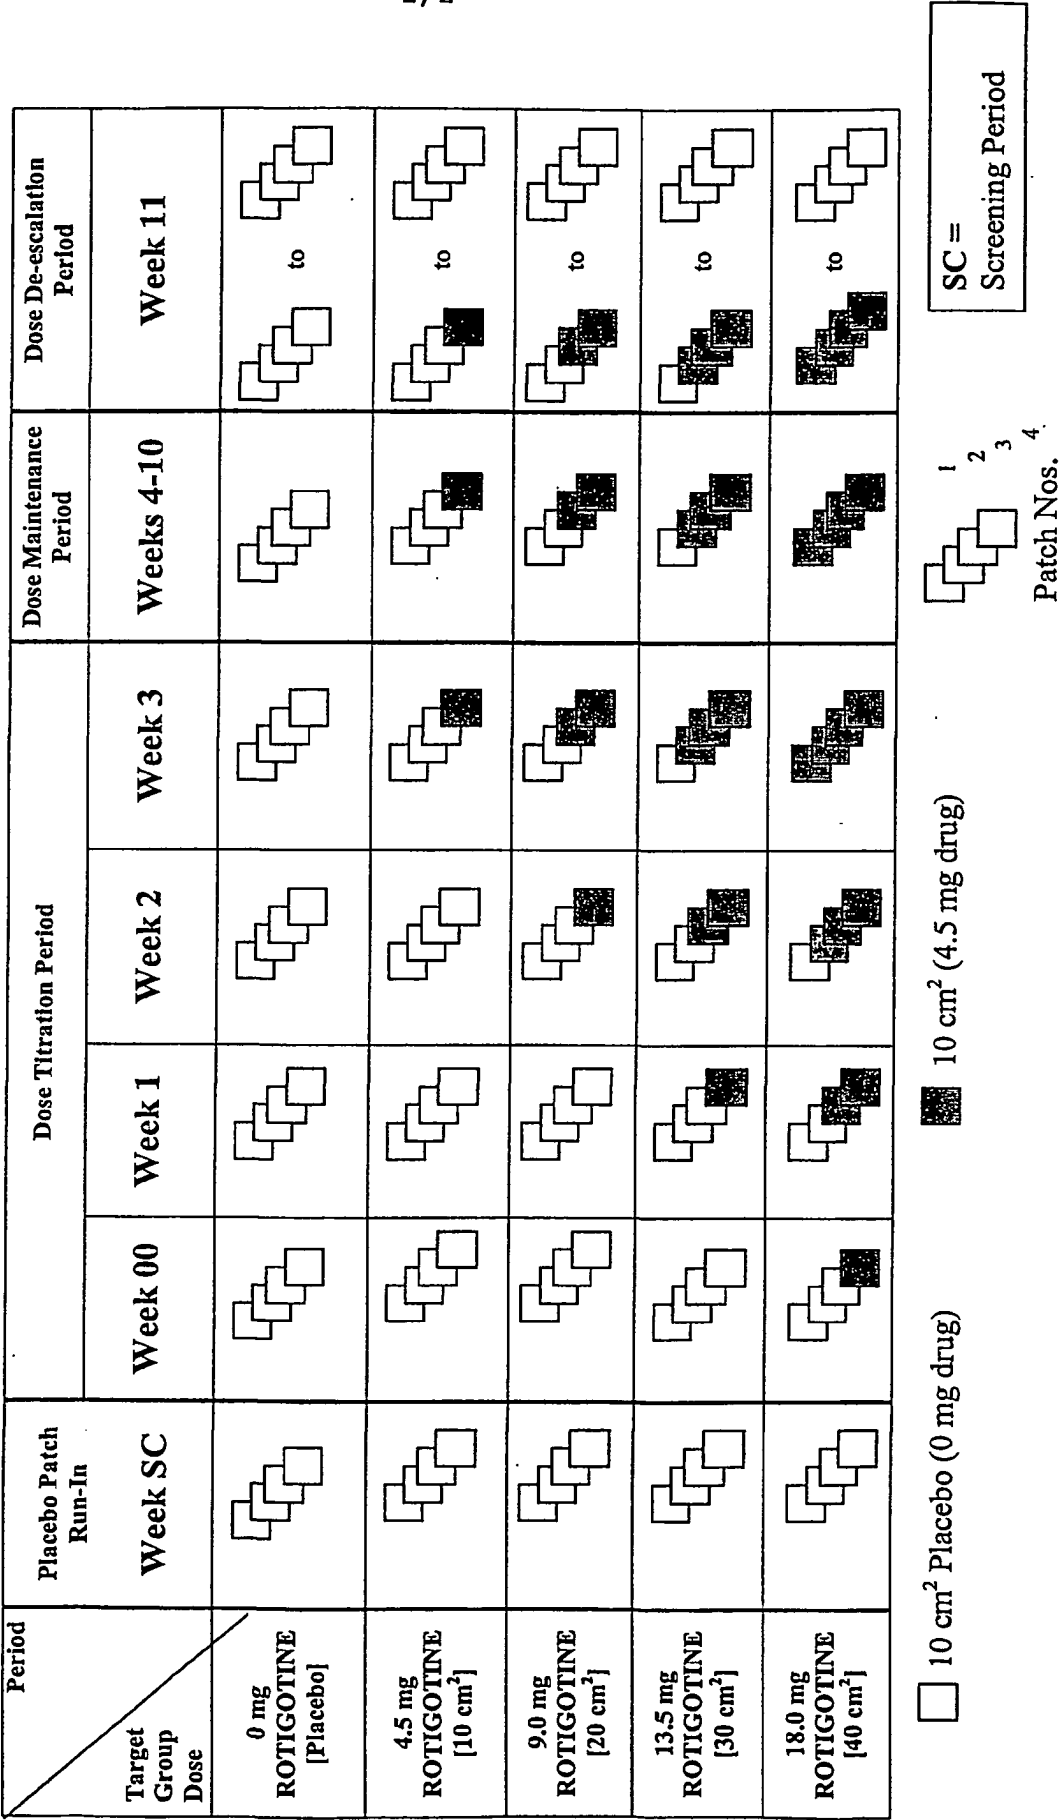 Period
Target
Group
Dose
Placebo Patch
Run-In
Dose Titration Period
Dose Maintenance
Period
Dose De-escalation
Period
Week SC
Week 00
Week 1
Week 2
Week 3
Weeks 4-10
Week 11
0 mg
ROTIGOTINE
[Placebo]
to
4.5 mg
ROTIGOTINE
[10 cm²]
to
9.0 mg
ROTIGOTINE
[20 cm²]
to
13.5 mg
ROTIGOTINE
[30 cm²]
to
18.0 mg
ROTIGOTINE
[40 cm²]
to
10 cm² Placebo (0 mg drug)
10 cm² (4.5 mg drug)
1
2
3
4
Patch Nos.
SC =
Screening Period